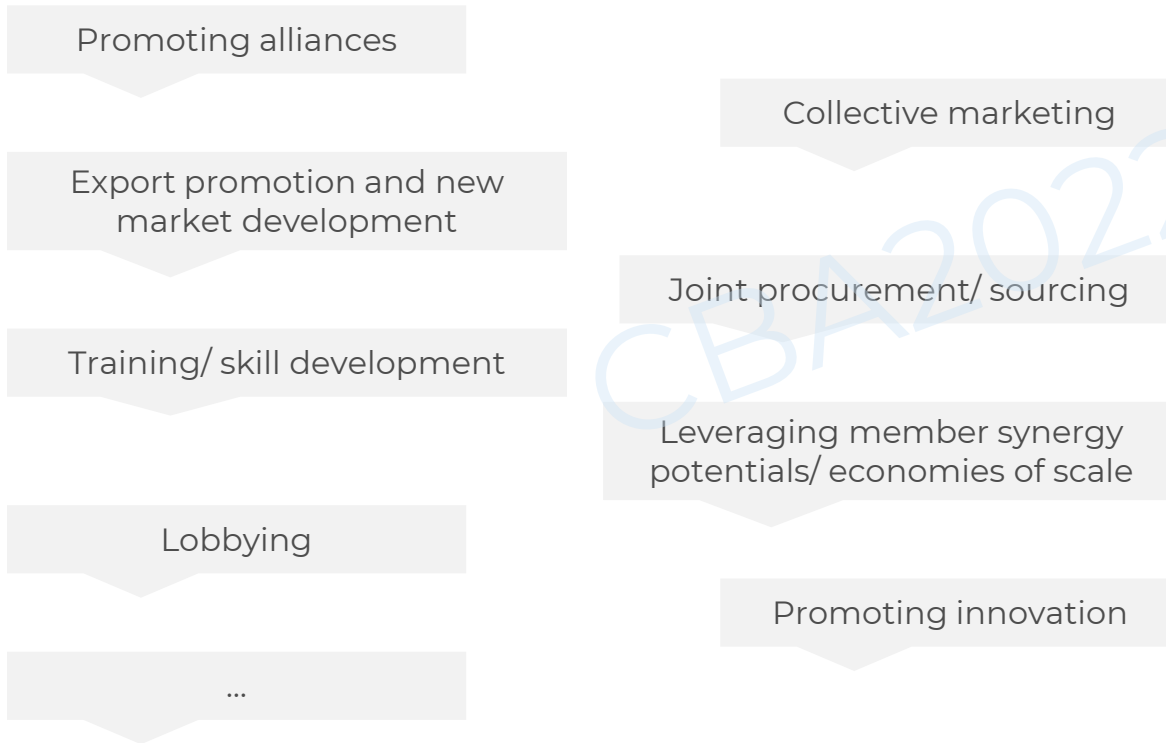 Promoting alliances
Collective marketing
Export promotion and new
market development
Joint procurement/ sourcing
Training/ skill development
Leveraging member synergy
potentials/ economies of scale
Lobbying
Promoting innovation
...
CBA202